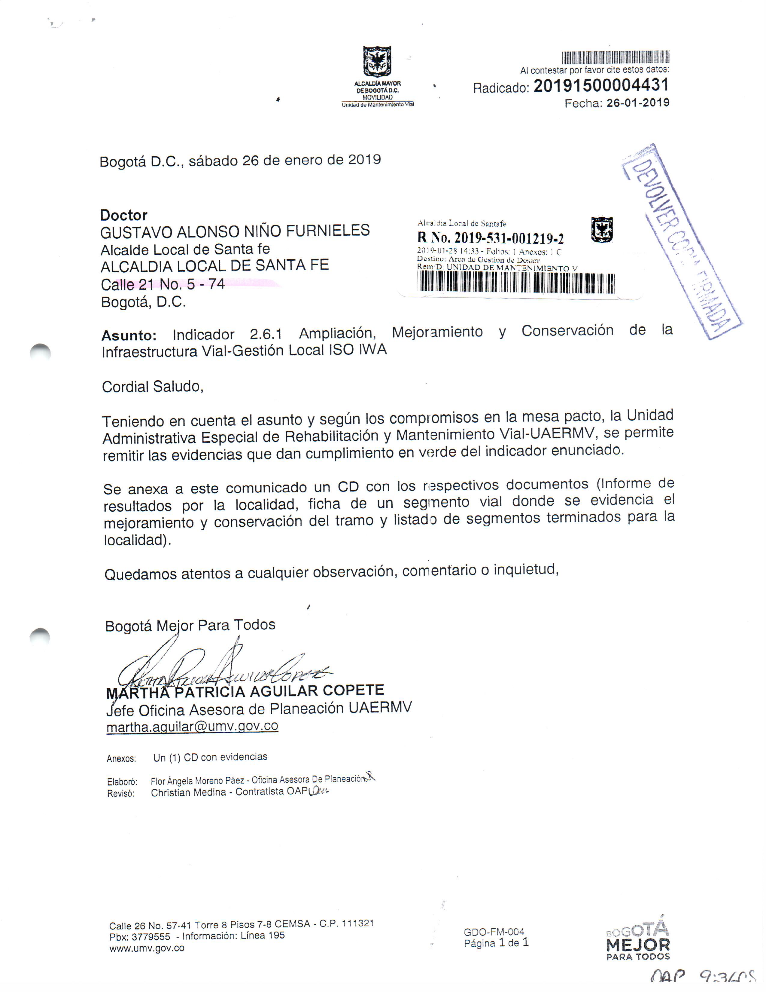 ALCALDÍA MAYOR
DE BOGOTÁ D.C.
MOVILIDAD
Unidad de Mantenimiento Vial
Al contestar por favor cite estos datos:
Radicado: 20191500004431
Fecha: 26-01-2019
Bogotá D.C., sábado 26 de enero de 2019
DEVOLVER COPIA FIRMADA
Doctor
GUSTAVO ALONSO NIÑO FURNIELES
Alcalde Local de Santa fe
ALCALDIA LOCAL DE SANTA FE
Calle 21 No. 5 - 74
Bogotá, D.C.
Alcaldia Local de Santafe
R No. 2019-531-001219-2
2019-01-28 14:33 - Folios: 1 Anexos: 1 C
Destino: Area de Gestion de Desarr
Rem/D: UNIDAD DE MANTENIMIENTO V
Asunto: Indicador 2.6.1 Ampliación, Mejoramiento y Conservación de la
Infraestructura Vial-Gestión Local ISO IWA
Cordial Saludo,
Teniendo en cuenta el asunto y según los compromisos en la mesa pacto, la Unidad
Administrativa Especial de Rehabilitación y Mantenimiento Vial-UAERMV, se permite
remitir las evidencias que dan cumplimiento en verde del indicador enunciado.
Se anexa a este comunicado un CD con los respectivos documentos (Informe de
resultados por la localidad, ficha de un segmento vial donde se evidencia el
mejoramiento y conservación del tramo y listado de segmentos terminados para la
localidad).
Quedamos atentos a cualquier observación, comentario o inquietud,
Bogotá Mejor Para Todos
MARTHA PATRICIA AGUILAR COPETE
Jefe Oficina Asesora de Planeación UAERMV
martha.aguilar@umv.gov.co
Anexos: Un (1) CD con evidencias
Elaboró: Flor Ángela Moreno Páez - Oficina Asesora De Planeación
Revisó: Christian Medina - Contratista OAP
Calle 26 No. 57-41 Torre 8 Pisos 7-8 CEMSA - C.P. 111321
Pbx: 3779555 - Información: Línea 195
www.umv.gov.co
GDO-FM-004
Página 1 de 1
BOGOTÁ
MEJOR
PARA TODOS
OAP